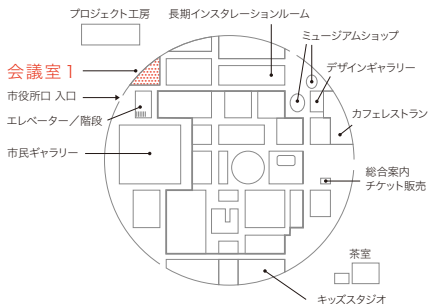 プロジェクト工房
長期インスタレーションルーム
ミュージアムショップ
会議室1
デザインギャラリー
市役所口 入口
カフェレストラン
エレベーター／階段
市民ギャラリー
総合案内
チケット販売
茶室
キッズスタジオ